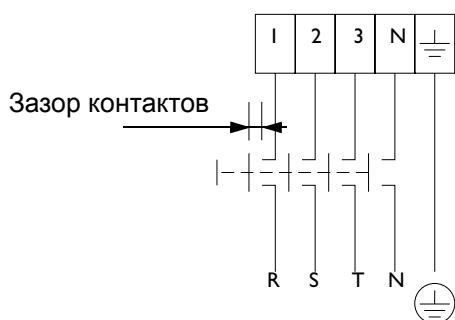 1 2 3 N
Зазор контактов
R S T N